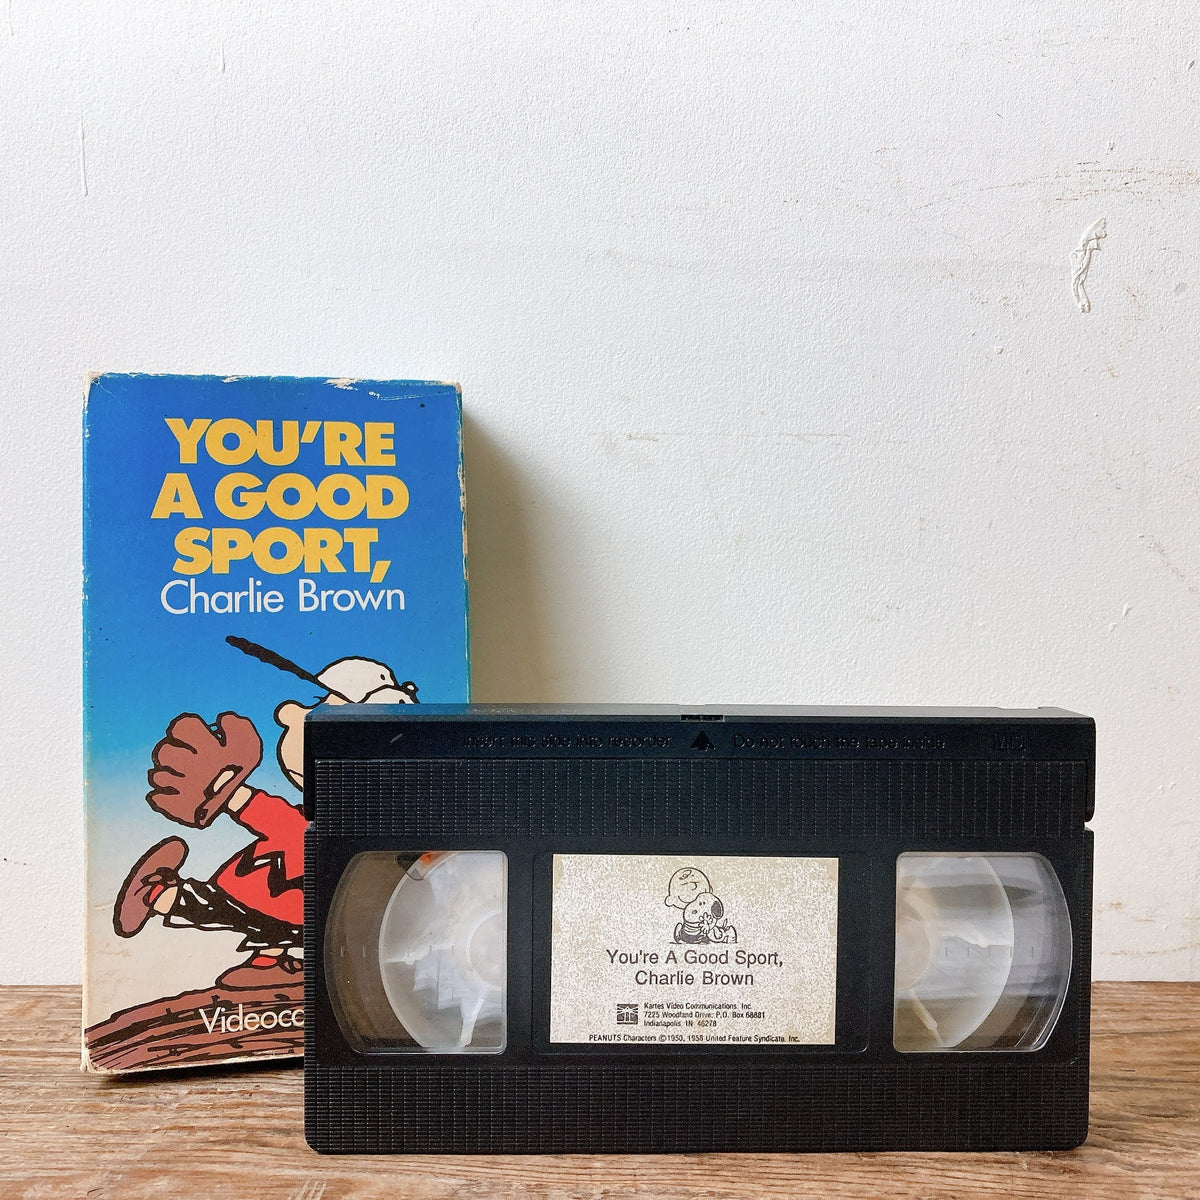 YOU'RE
A GOOD
SPORT,
Charlie Brown
Insert this side into recorder ▲ Do not touch the tape inside
VHS
You're A Good Sport,
Charlie Brown
Kartes Video Communications, Inc.
7225 Woodland Drive, P.O. Box 68881
Indianapolis, IN 46278
PEANUTS Characters ©1950, 1958 United Feature Syndicate, Inc.